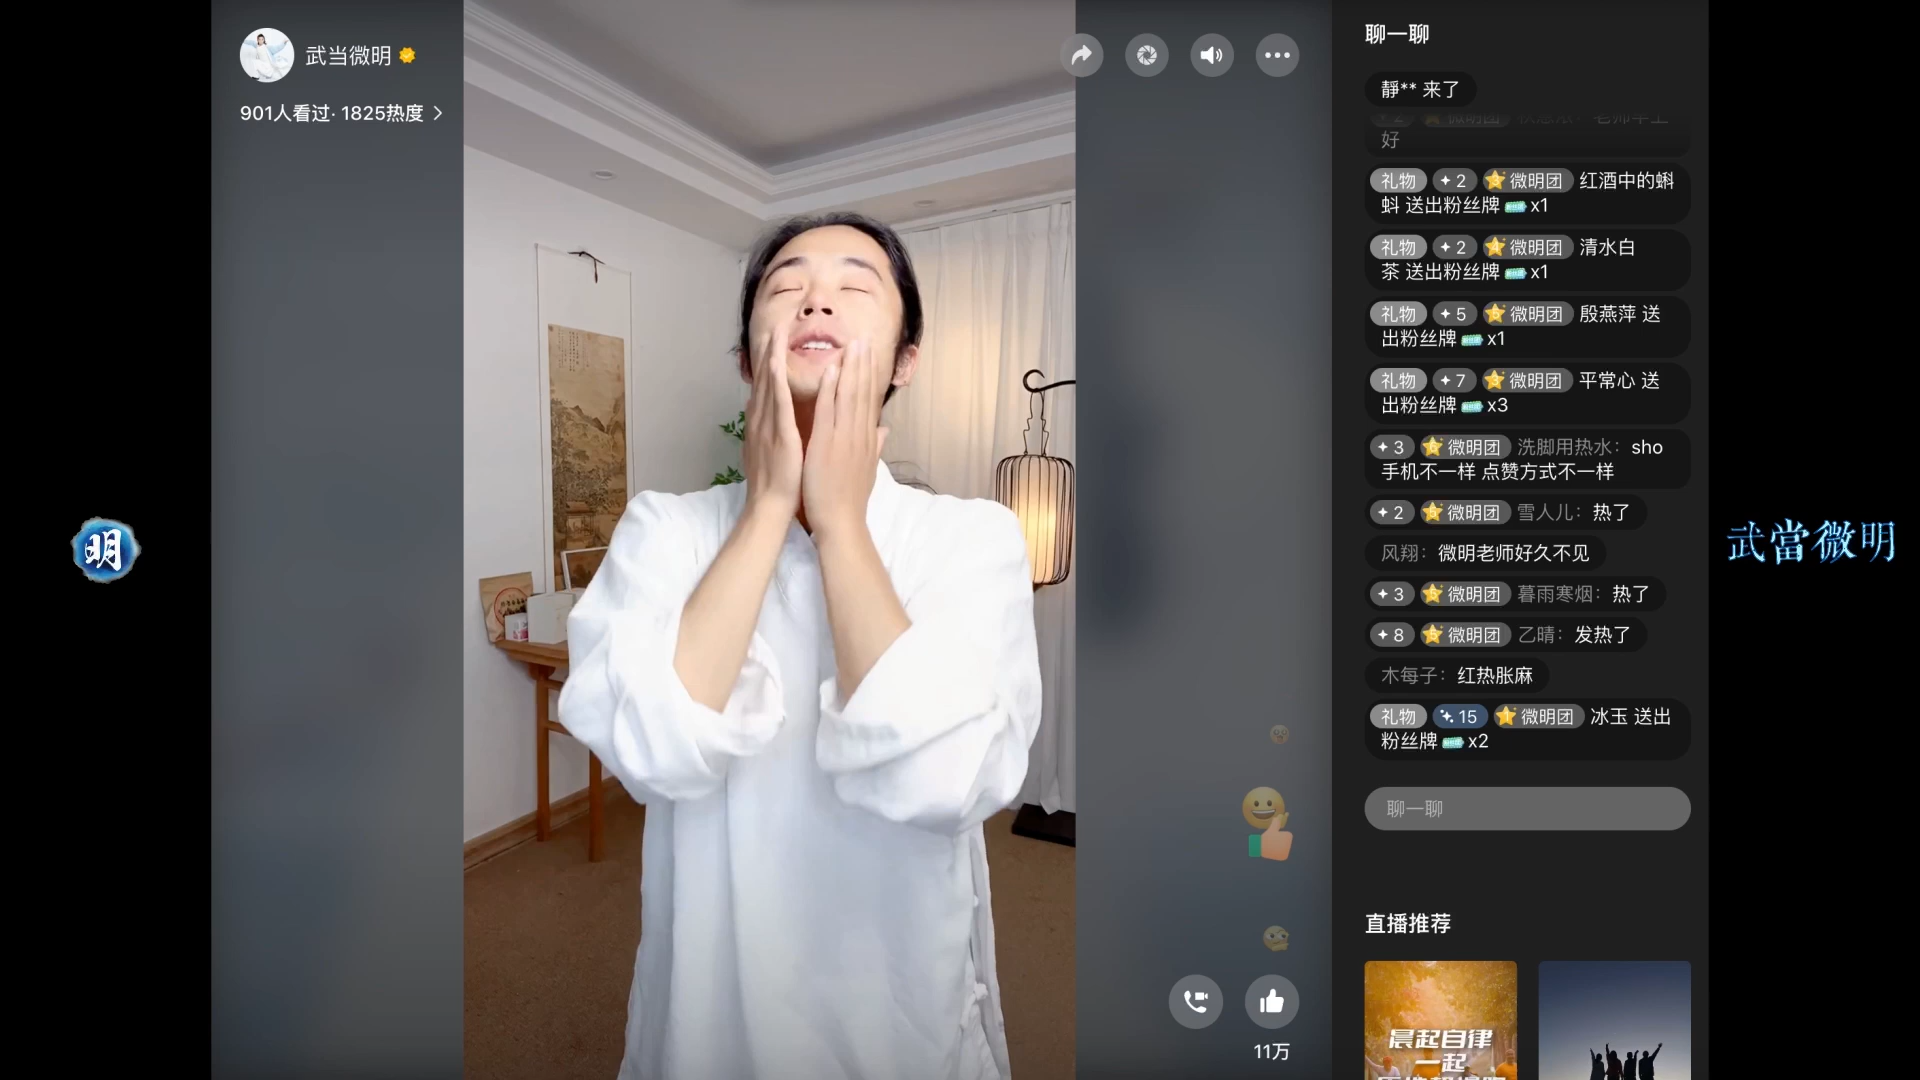 武当微明
901人看过· 1825热度
明
武當微明
11万
聊一聊
靜** 来了
好
礼物 2 微明团 红酒中的蝌
蚪 送出粉丝牌 x1
礼物 2 微明团 清水白
茶 送出粉丝牌 x1
礼物 5 微明团 殷燕萍 送
出粉丝牌 x1
礼物 7 微明团 平常心 送
出粉丝牌 x3
3 微明团 洗脚用热水：sho
手机不一样 点赞方式不一样
2 微明团 雪人儿：热了
风翔：微明老师好久不见
3 微明团 暮雨寒烟：热了
8 微明团 乙晴：发热了
木每子：红热胀麻
礼物 15 微明团 冰玉 送出
粉丝牌 x2
聊一聊
直播推荐
晨起自律
一起